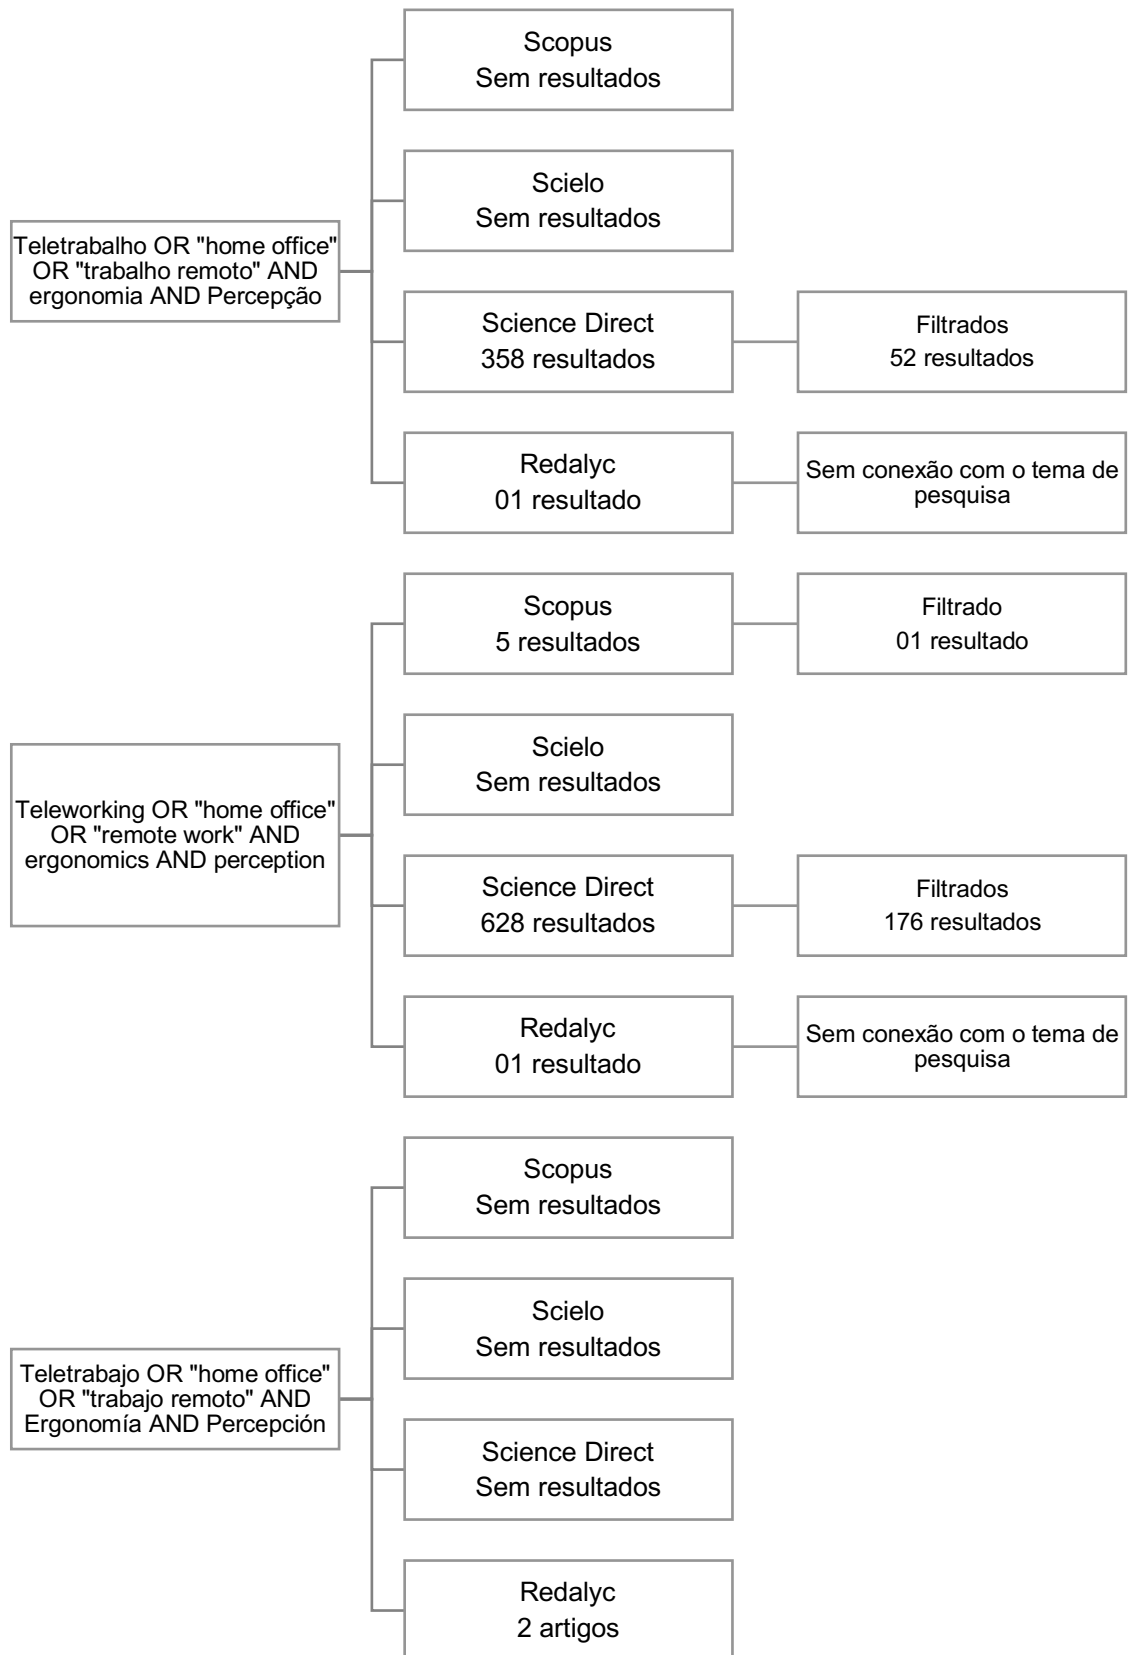 Scopus
Sem resultados
Scielo
Sem resultados
Teletrabalho OR "home office"
OR "trabalho remoto" AND
ergonomia AND Percepção
Science Direct
358 resultados
Filtrados
52 resultados
Redalyc
01 resultado
Sem conexão com o tema de
pesquisa
Scopus
5 resultados
Filtrado
01 resultado
Scielo
Sem resultados
Teleworking OR "home office"
OR "remote work" AND
ergonomics AND perception
Science Direct
628 resultados
Filtrados
176 resultados
Redalyc
01 resultado
Sem conexão com o tema de
pesquisa
Scopus
Sem resultados
Scielo
Sem resultados
Teletrabajo OR "home office"
OR "trabajo remoto" AND
Ergonomía AND Percepción
Science Direct
Sem resultados
Redalyc
2 artigos